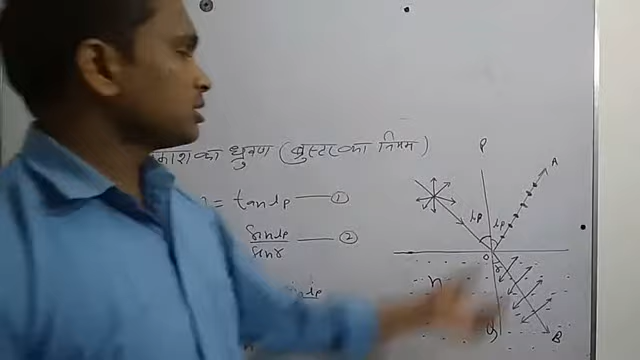 का ध्रुवण (ब्रुस्टर का नियम)
= tan ip — ①
sin ip / sin r — ②
ip
P
A
ip ip
O
r
n
Q
B